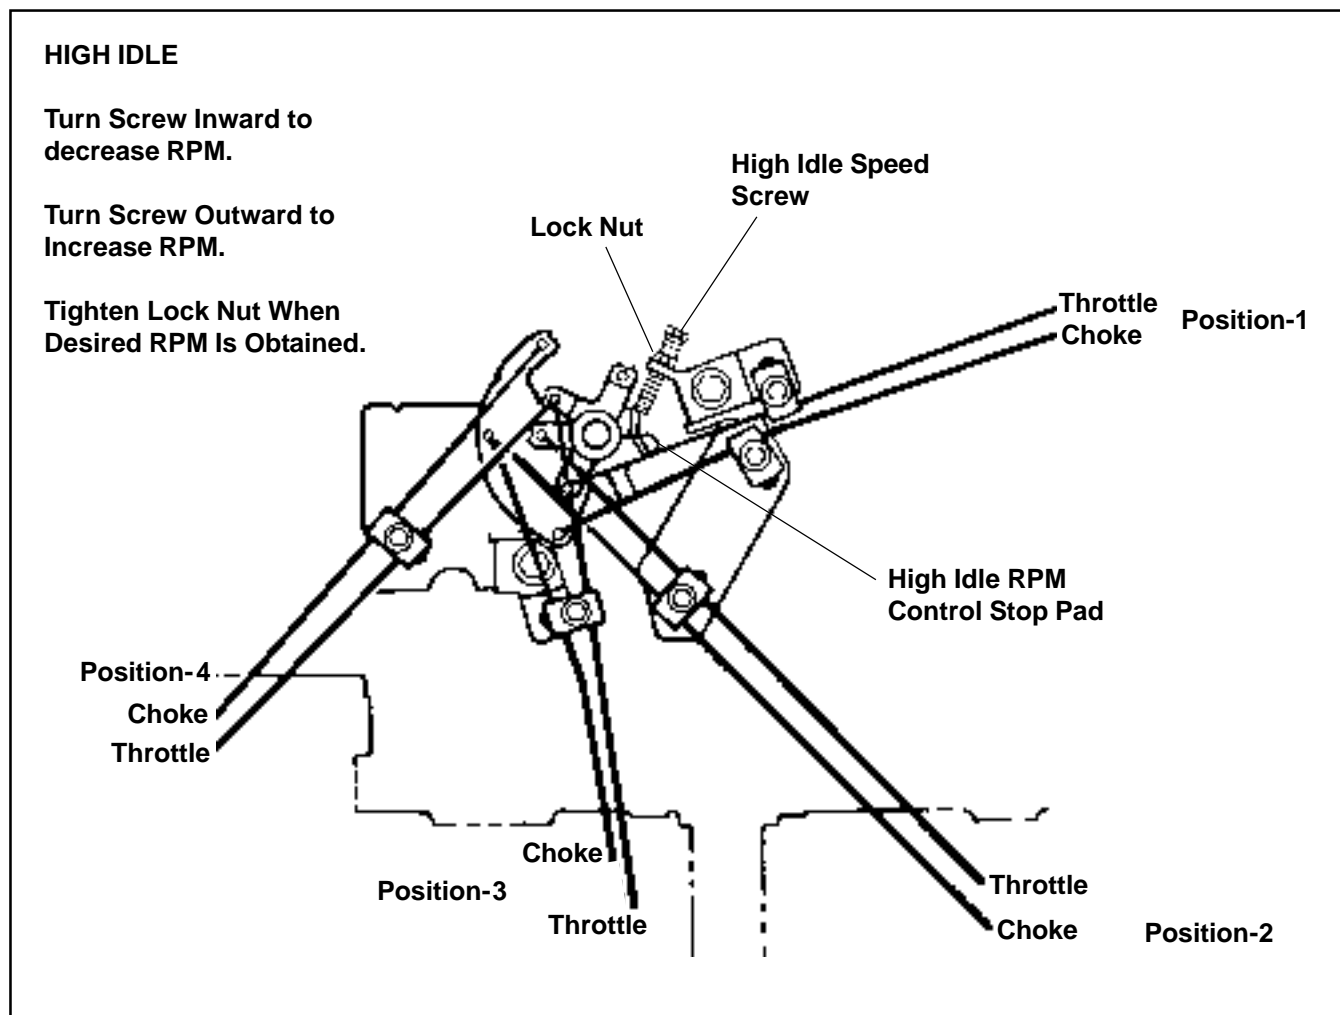 HIGH IDLE
Turn Screw Inward to
decrease RPM.
Turn Screw Outward to
Increase RPM.
Tighten Lock Nut When
Desired RPM Is Obtained.
High Idle Speed
Screw
Lock Nut
Throttle
Choke
Position-1
High Idle RPM
Control Stop Pad
Position-4
Choke
Throttle
Choke
Position-3
Throttle
Throttle
Choke
Position-2